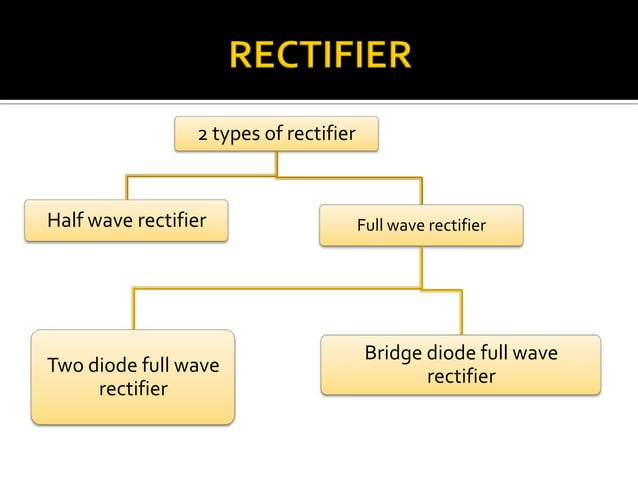 RECTIFIER
2 types of rectifier
Half wave rectifier
Full wave rectifier
Two diode full wave
rectifier
Bridge diode full wave
rectifier